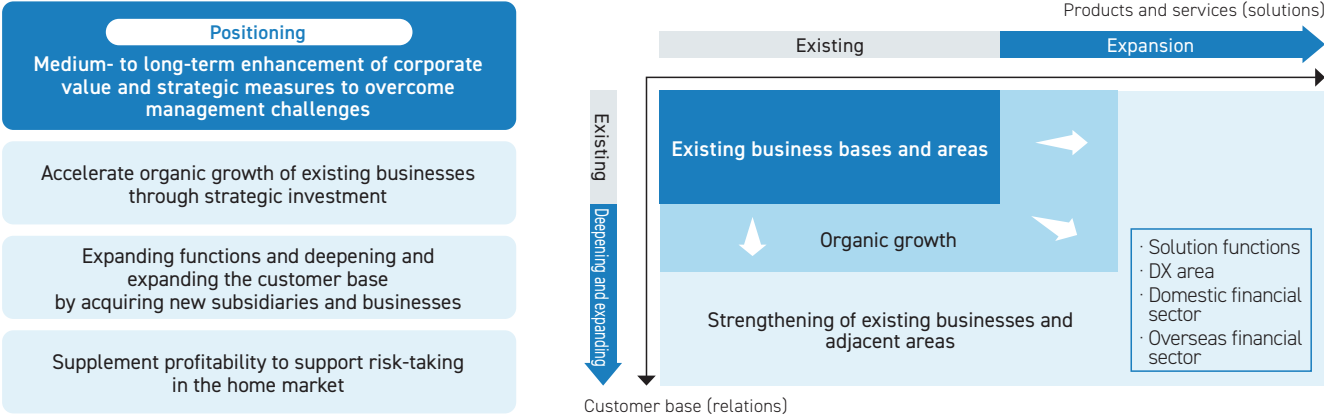 Positioning
Medium- to long-term enhancement of corporate
value and strategic measures to overcome
management challenges
Accelerate organic growth of existing businesses
through strategic investment
Expanding functions and deepening and
expanding the customer base
by acquiring new subsidiaries and businesses
Supplement profitability to support risk-taking
in the home market
Products and services (solutions)
Existing
Expansion
Existing
Deepening and expanding
Existing business bases and areas
Organic growth
Strengthening of existing businesses and
adjacent areas
· Solution functions
· DX area
· Domestic financial
sector
· Overseas financial
sector
Customer base (relations)